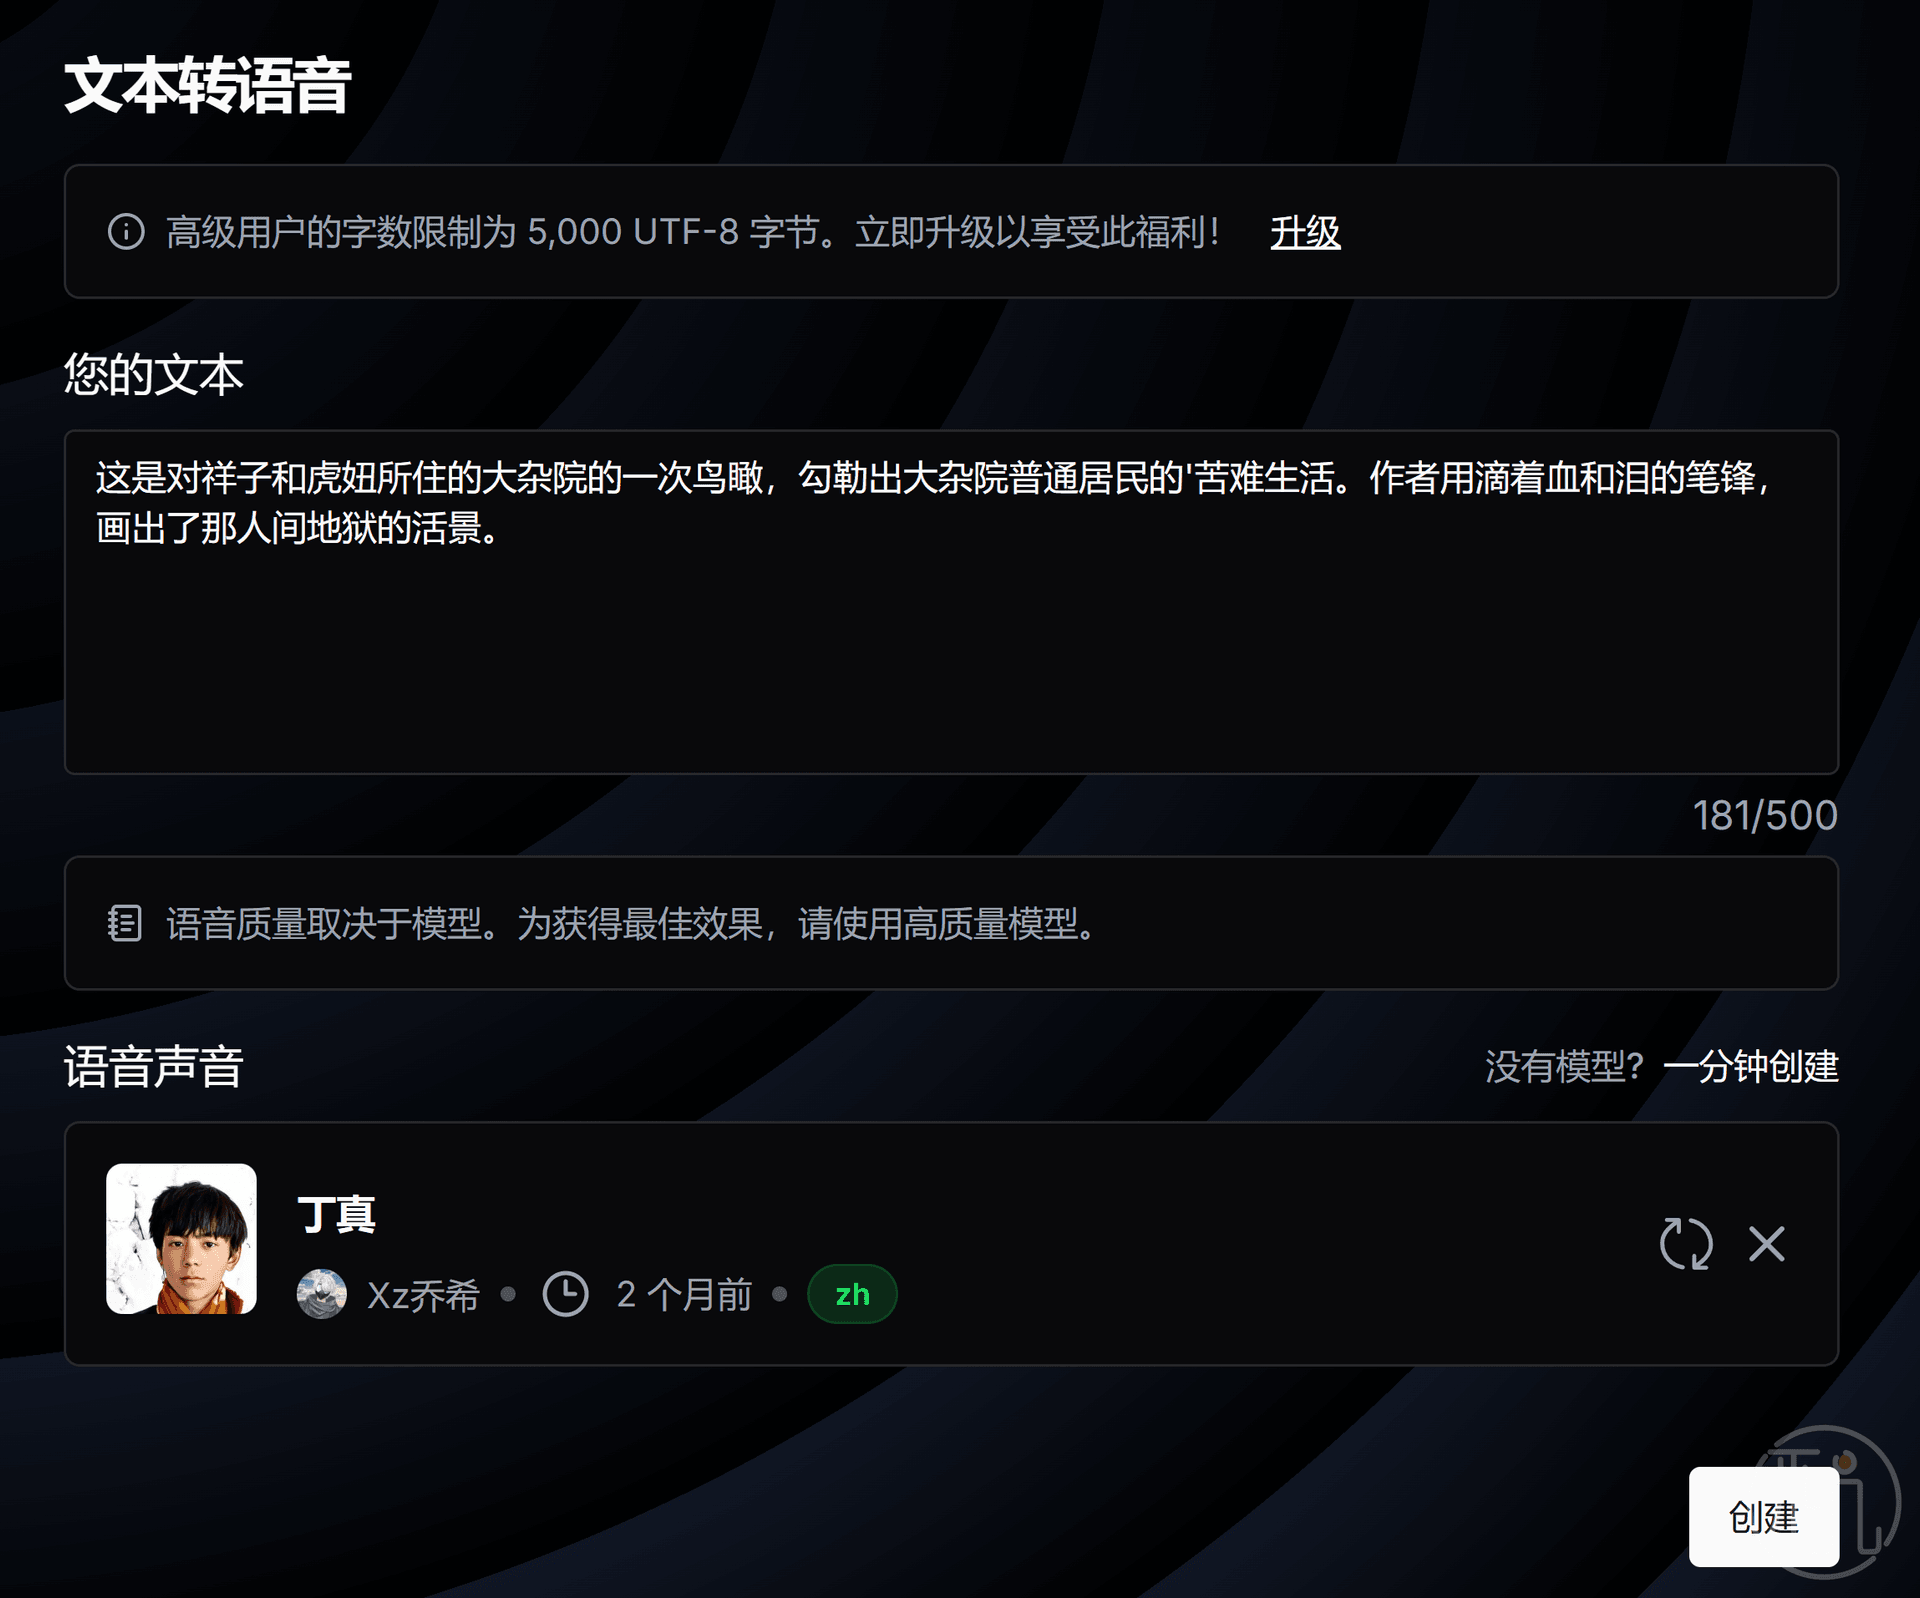 文本转语音
高级用户的字数限制为 5,000 UTF-8 字节。立即升级以享受此福利！ 升级
您的文本
这是对祥子和虎妞所住的大杂院的一次鸟瞰，勾勒出大杂院普通居民的'苦难生活。作者用滴着血和泪的笔锋，
画出了那人间地狱的活景。
181/500
语音质量取决于模型。为获得最佳效果，请使用高质量模型。
语音声音
没有模型？ 一分钟创建
丁真
Xz乔希 • 2 个月前 • zh
创建